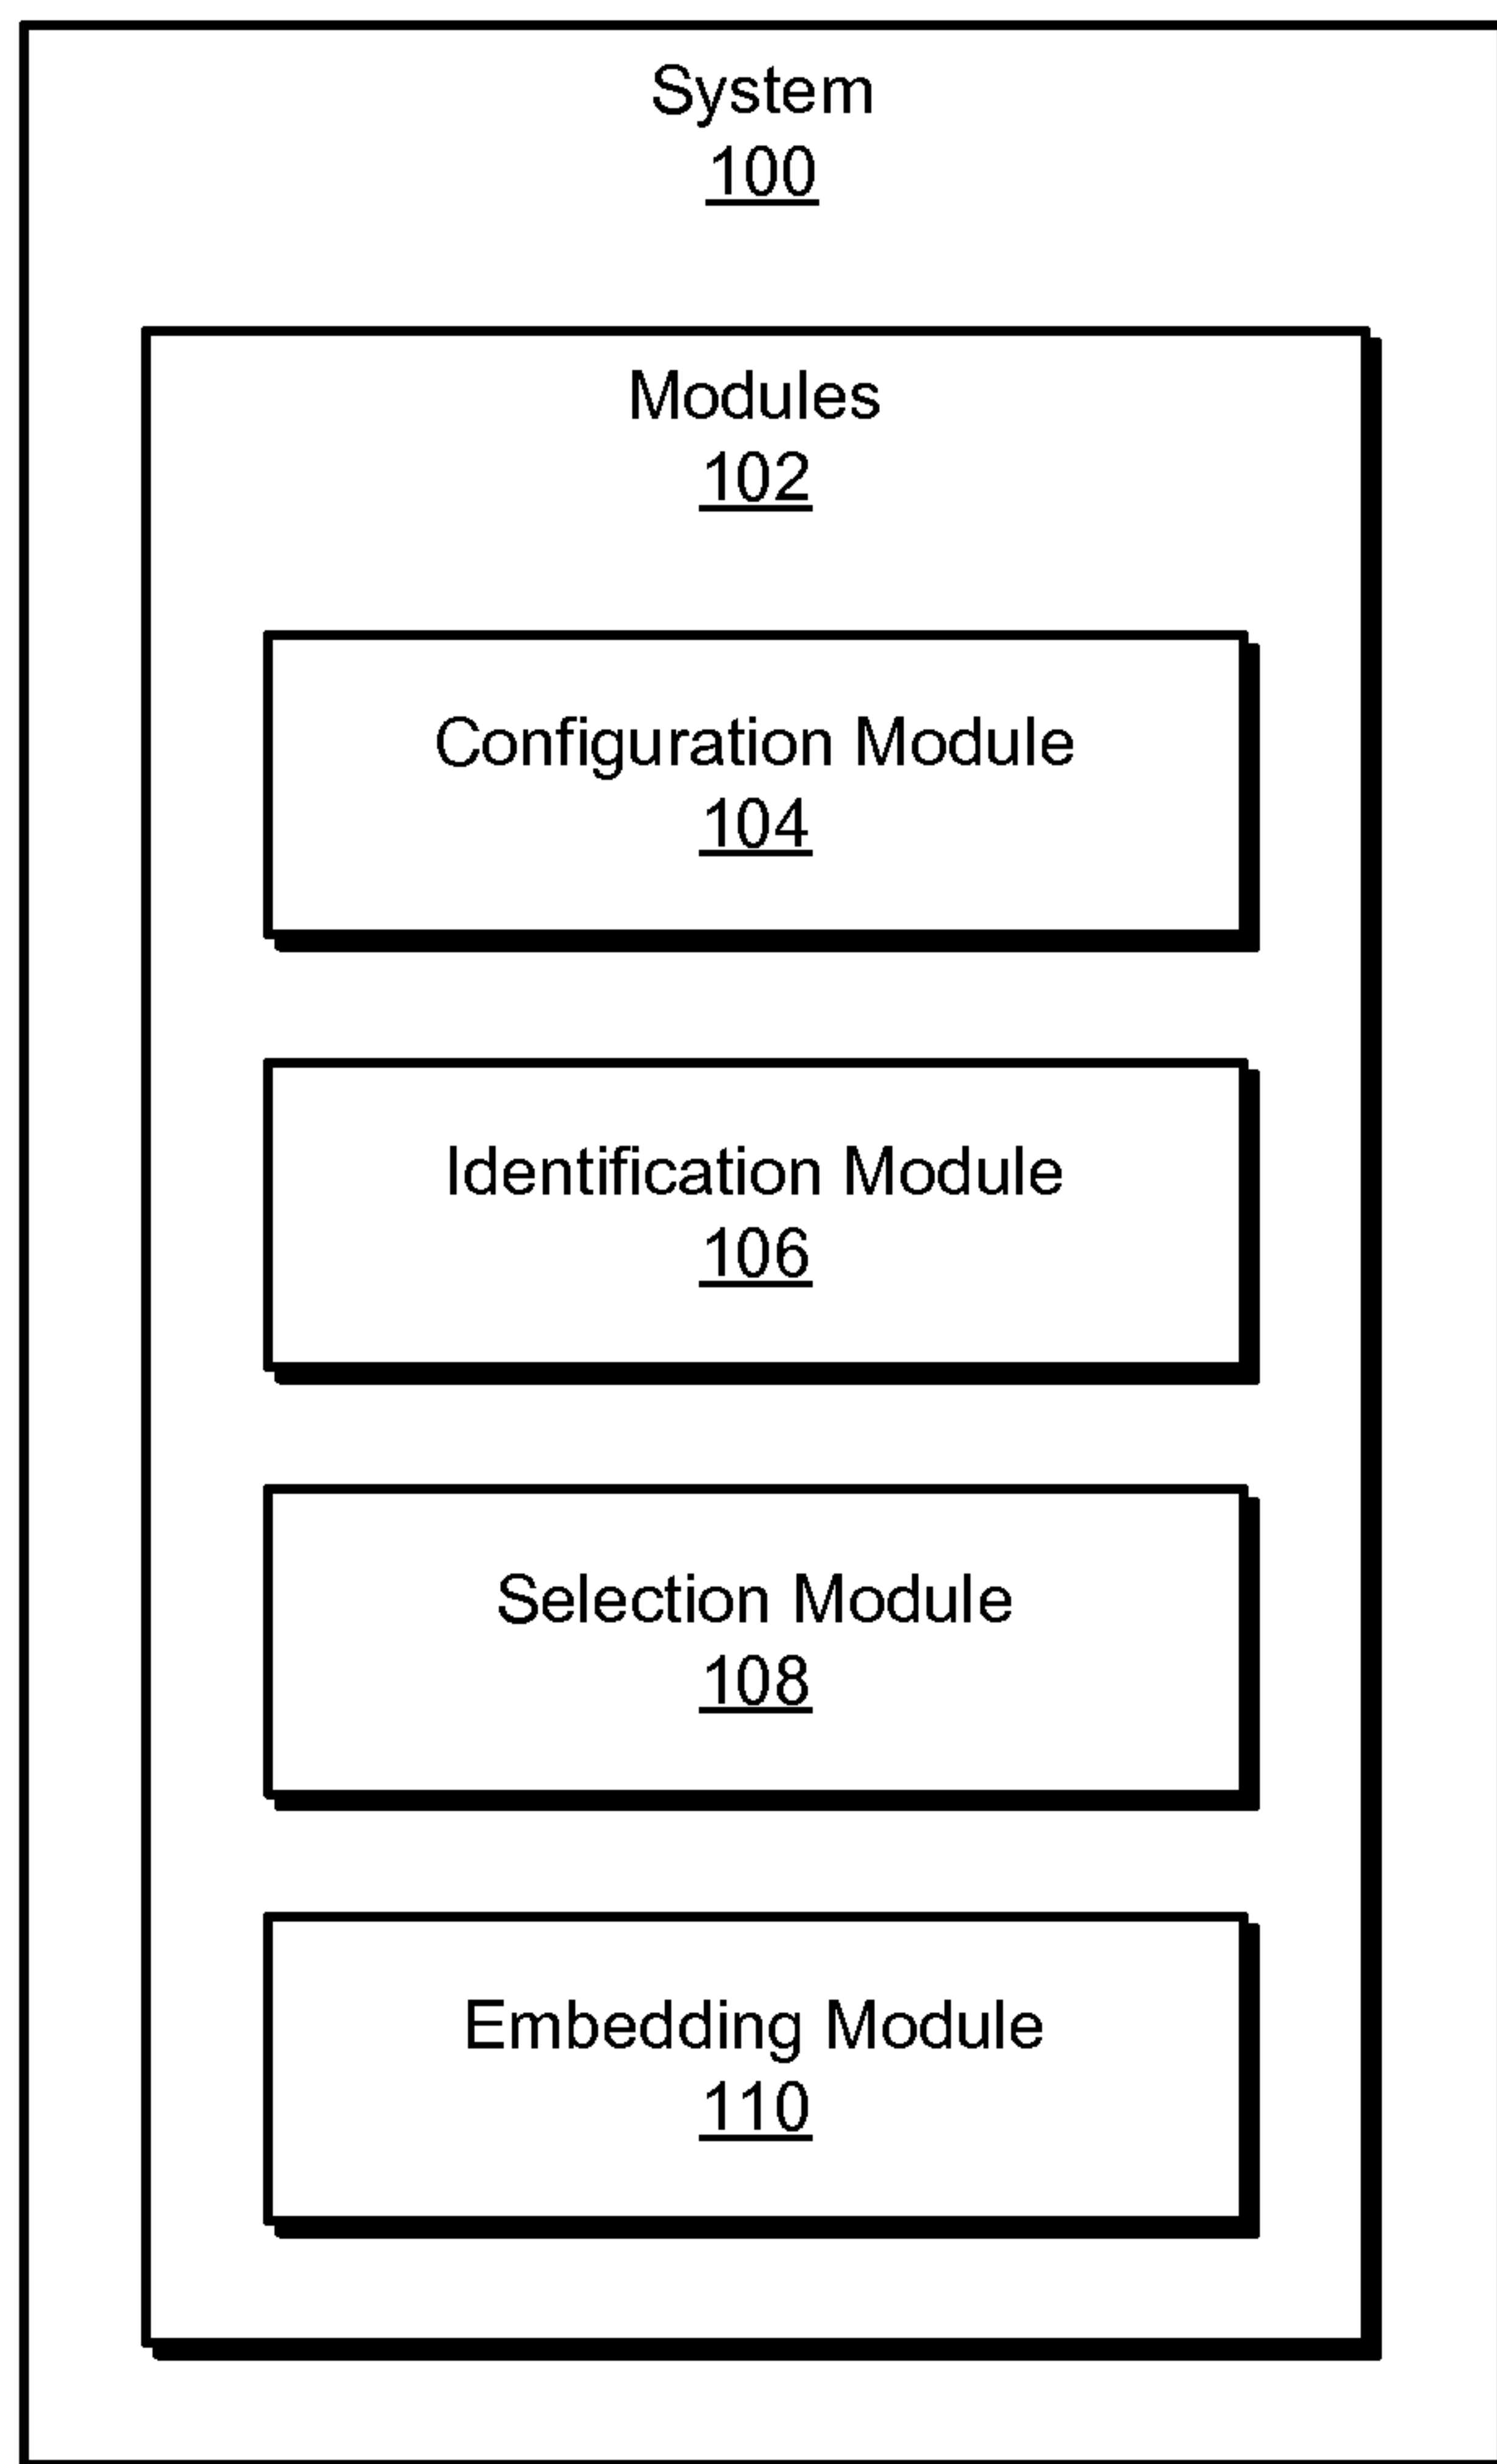 System
100
Modules
102
Configuration Module
104
Identification Module
106
Selection Module
108
Embedding Module
110